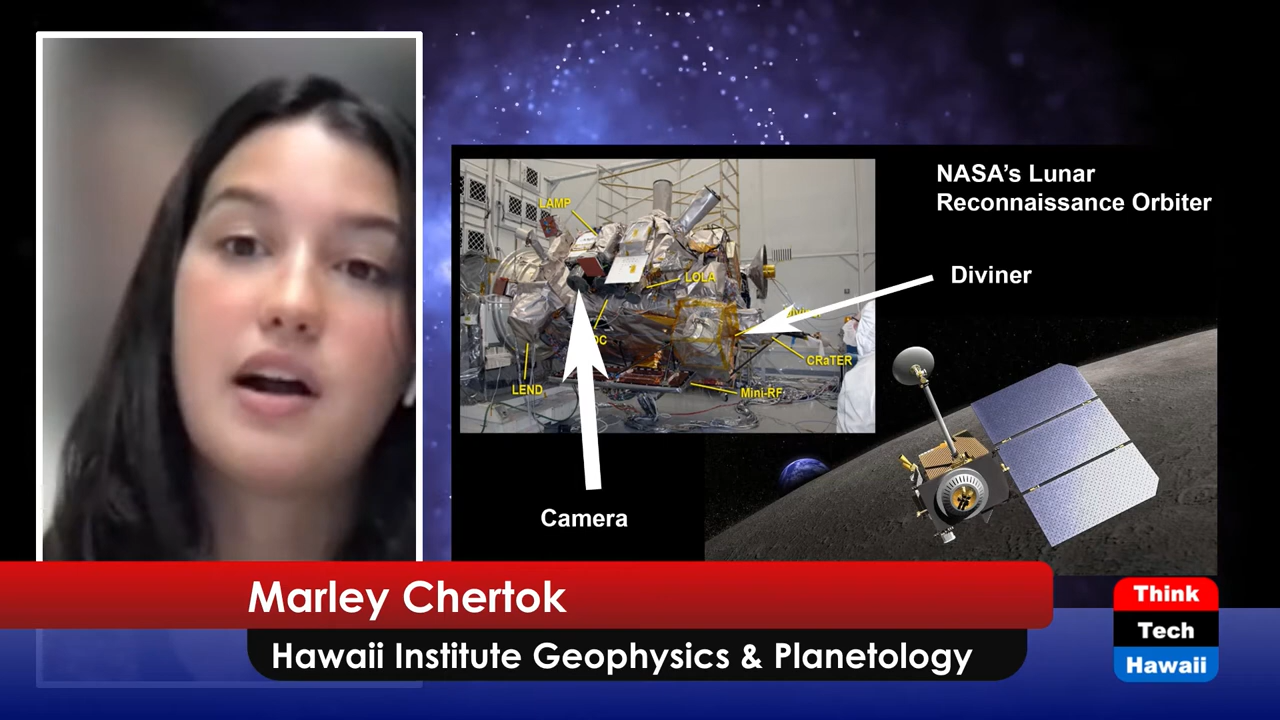 NASA's Lunar
Reconnaissance Orbiter
LAMP
LOLA
Diviner
CRaTER
LEND
Mini-RF
Camera
Marley Chertok
Hawaii Institute Geophysics & Planetology
Think
Tech
Hawaii